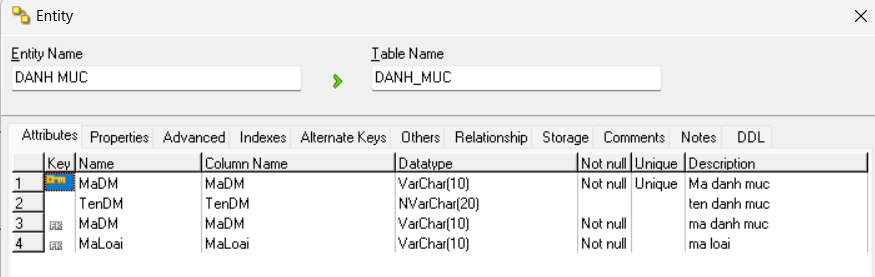 Entity
Entity Name Table Name
DANH MUC DANH_MUC
Attributes Properties Advanced Indexes Alternate Keys Others Relationship Storage Comments Notes DDL
Key Name Column Name Datatype Not null Unique Description
1 MaDM MaDM VarChar(10) Not null Unique Ma danh muc
2 TenDM TenDM NVarChar(20) ten danh muc
3 MaDM MaDM VarChar(10) Not null ma danh muc
4 MaLoai MaLoai VarChar(10) Not null ma loai